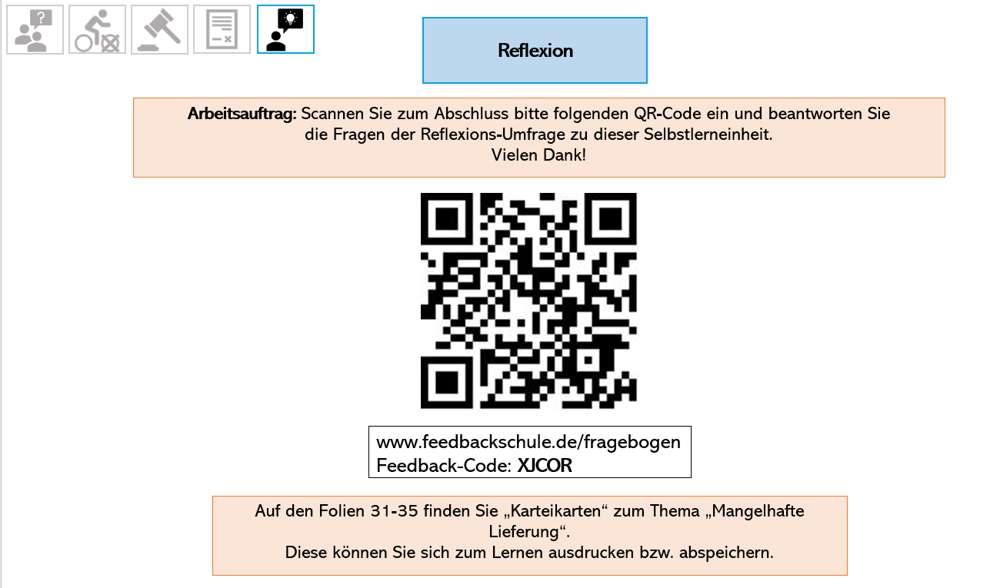 Reflexion
Arbeitsauftrag: Scannen Sie zum Abschluss bitte folgenden QR-Code ein und beantworten Sie
die Fragen der Reflexions-Umfrage zu dieser Selbstlerneinheit.
Vielen Dank!
www.feedbackschule.de/fragebogen
Feedback-Code: XJCOR
Auf den Folien 31-35 finden Sie „Karteikarten“ zum Thema „Mangelhafte
Lieferung“.
Diese können Sie sich zum Lernen ausdrucken bzw. abspeichern.